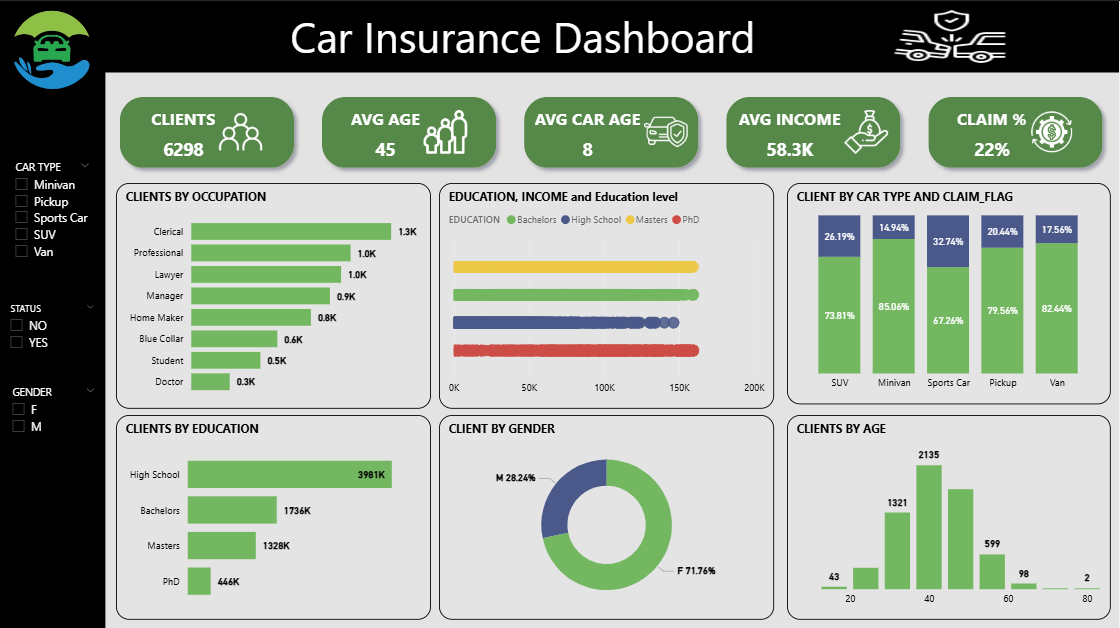 Car Insurance Dashboard
CLIENTS
6298
AVG AGE
45
AVG CAR AGE
8
AVG INCOME
58.3K
CLAIM %
22%
CAR TYPE
Minivan
Pickup
Sports Car
SUV
Van
STATUS
NO
YES
GENDER
F
M
CLIENTS BY OCCUPATION
Clerical 1.3K
Professional 1.0K
Lawyer 1.0K
Manager 0.9K
Home Maker 0.8K
Blue Collar 0.6K
Student 0.5K
Doctor 0.3K
EDUCATION, INCOME and Education level
EDUCATION Bachelors High School Masters PhD
0K 50K 100K 150K 200K
CLIENT BY CAR TYPE AND CLAIM_FLAG
26.19% 14.94% 32.74% 20.44% 17.56%
73.81% 85.06% 67.26% 79.56% 82.44%
SUV Minivan Sports Car Pickup Van
CLIENTS BY EDUCATION
High School 3981K
Bachelors 1736K
Masters 1328K
PhD 446K
CLIENT BY GENDER
M 28.24%
F 71.76%
CLIENTS BY AGE
43 1321 2135 599 98 2
20 40 60 80